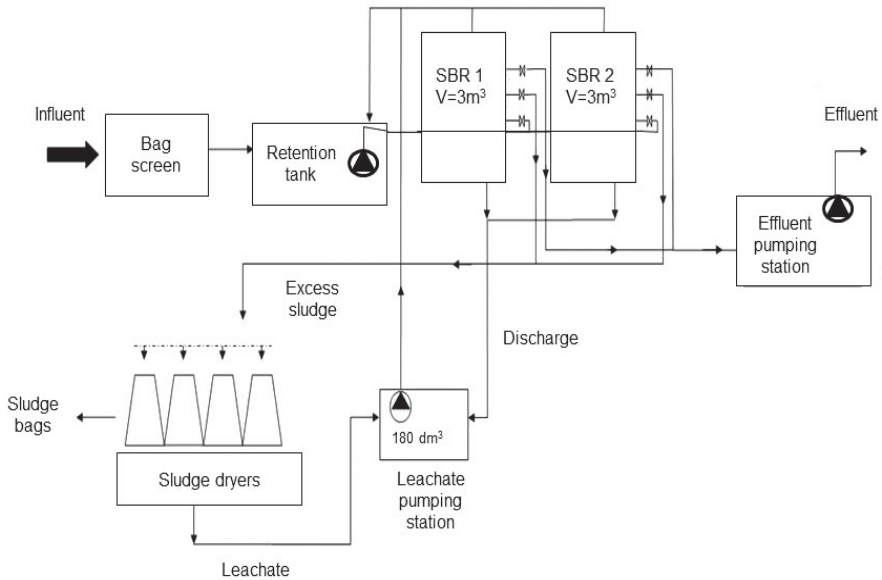 SBR 1
V=3m³
SBR 2
V=3m³
Influent
Bag
screen
Retention
tank
Effluent
Effluent
pumping
station
Excess
sludge
Discharge
Sludge
bags
180 dm³
Sludge dryers
Leachate
pumping
station
Leachate